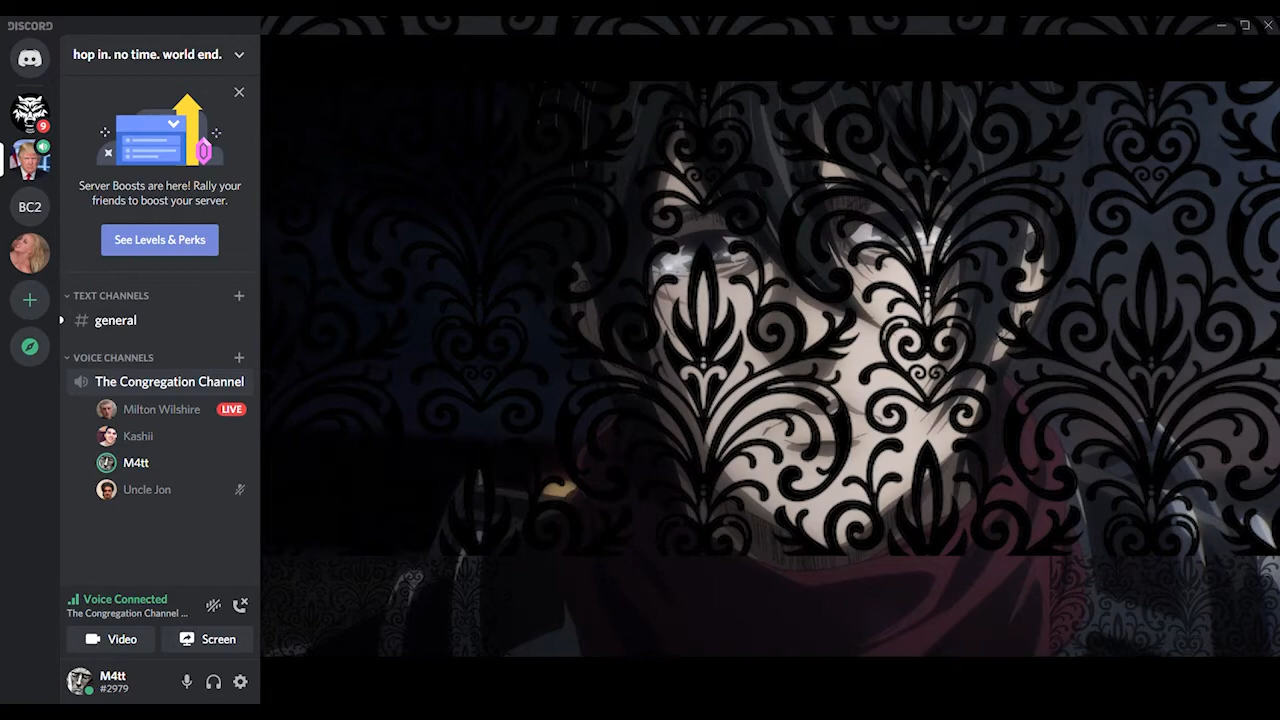 DISCORD
hop in. no time. world end.
9
Server Boosts are here! Rally your
friends to boost your server.
See Levels & Perks
BC2
TEXT CHANNELS
# general
VOICE CHANNELS
The Congregation Channel
Milton Wilshire LIVE
Kashii
M4tt
Uncle Jon
Voice Connected
The Congregation Channel ...
Video
Screen
M4tt
#2979